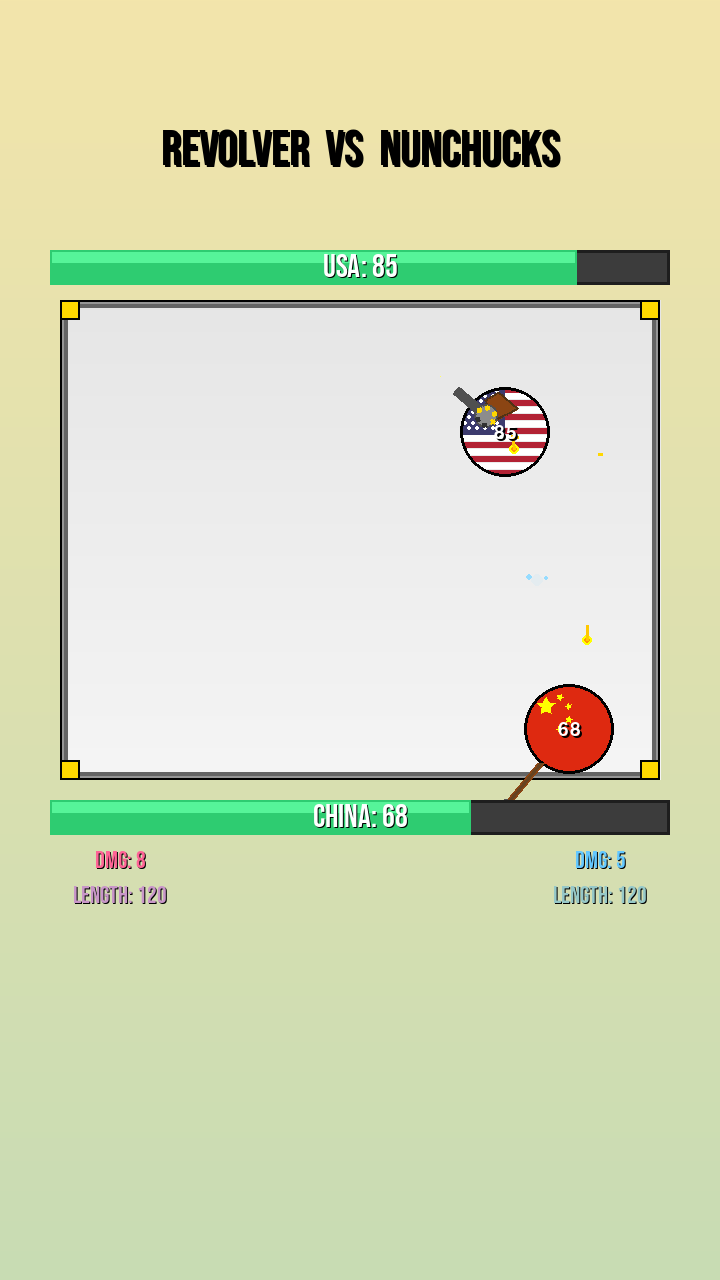 REVOLVER VS NUNCHUCKS
USA: 85
85
68
CHINA: 68
DMG: 8
DMG: 5
LENGTH: 120
LENGTH: 120